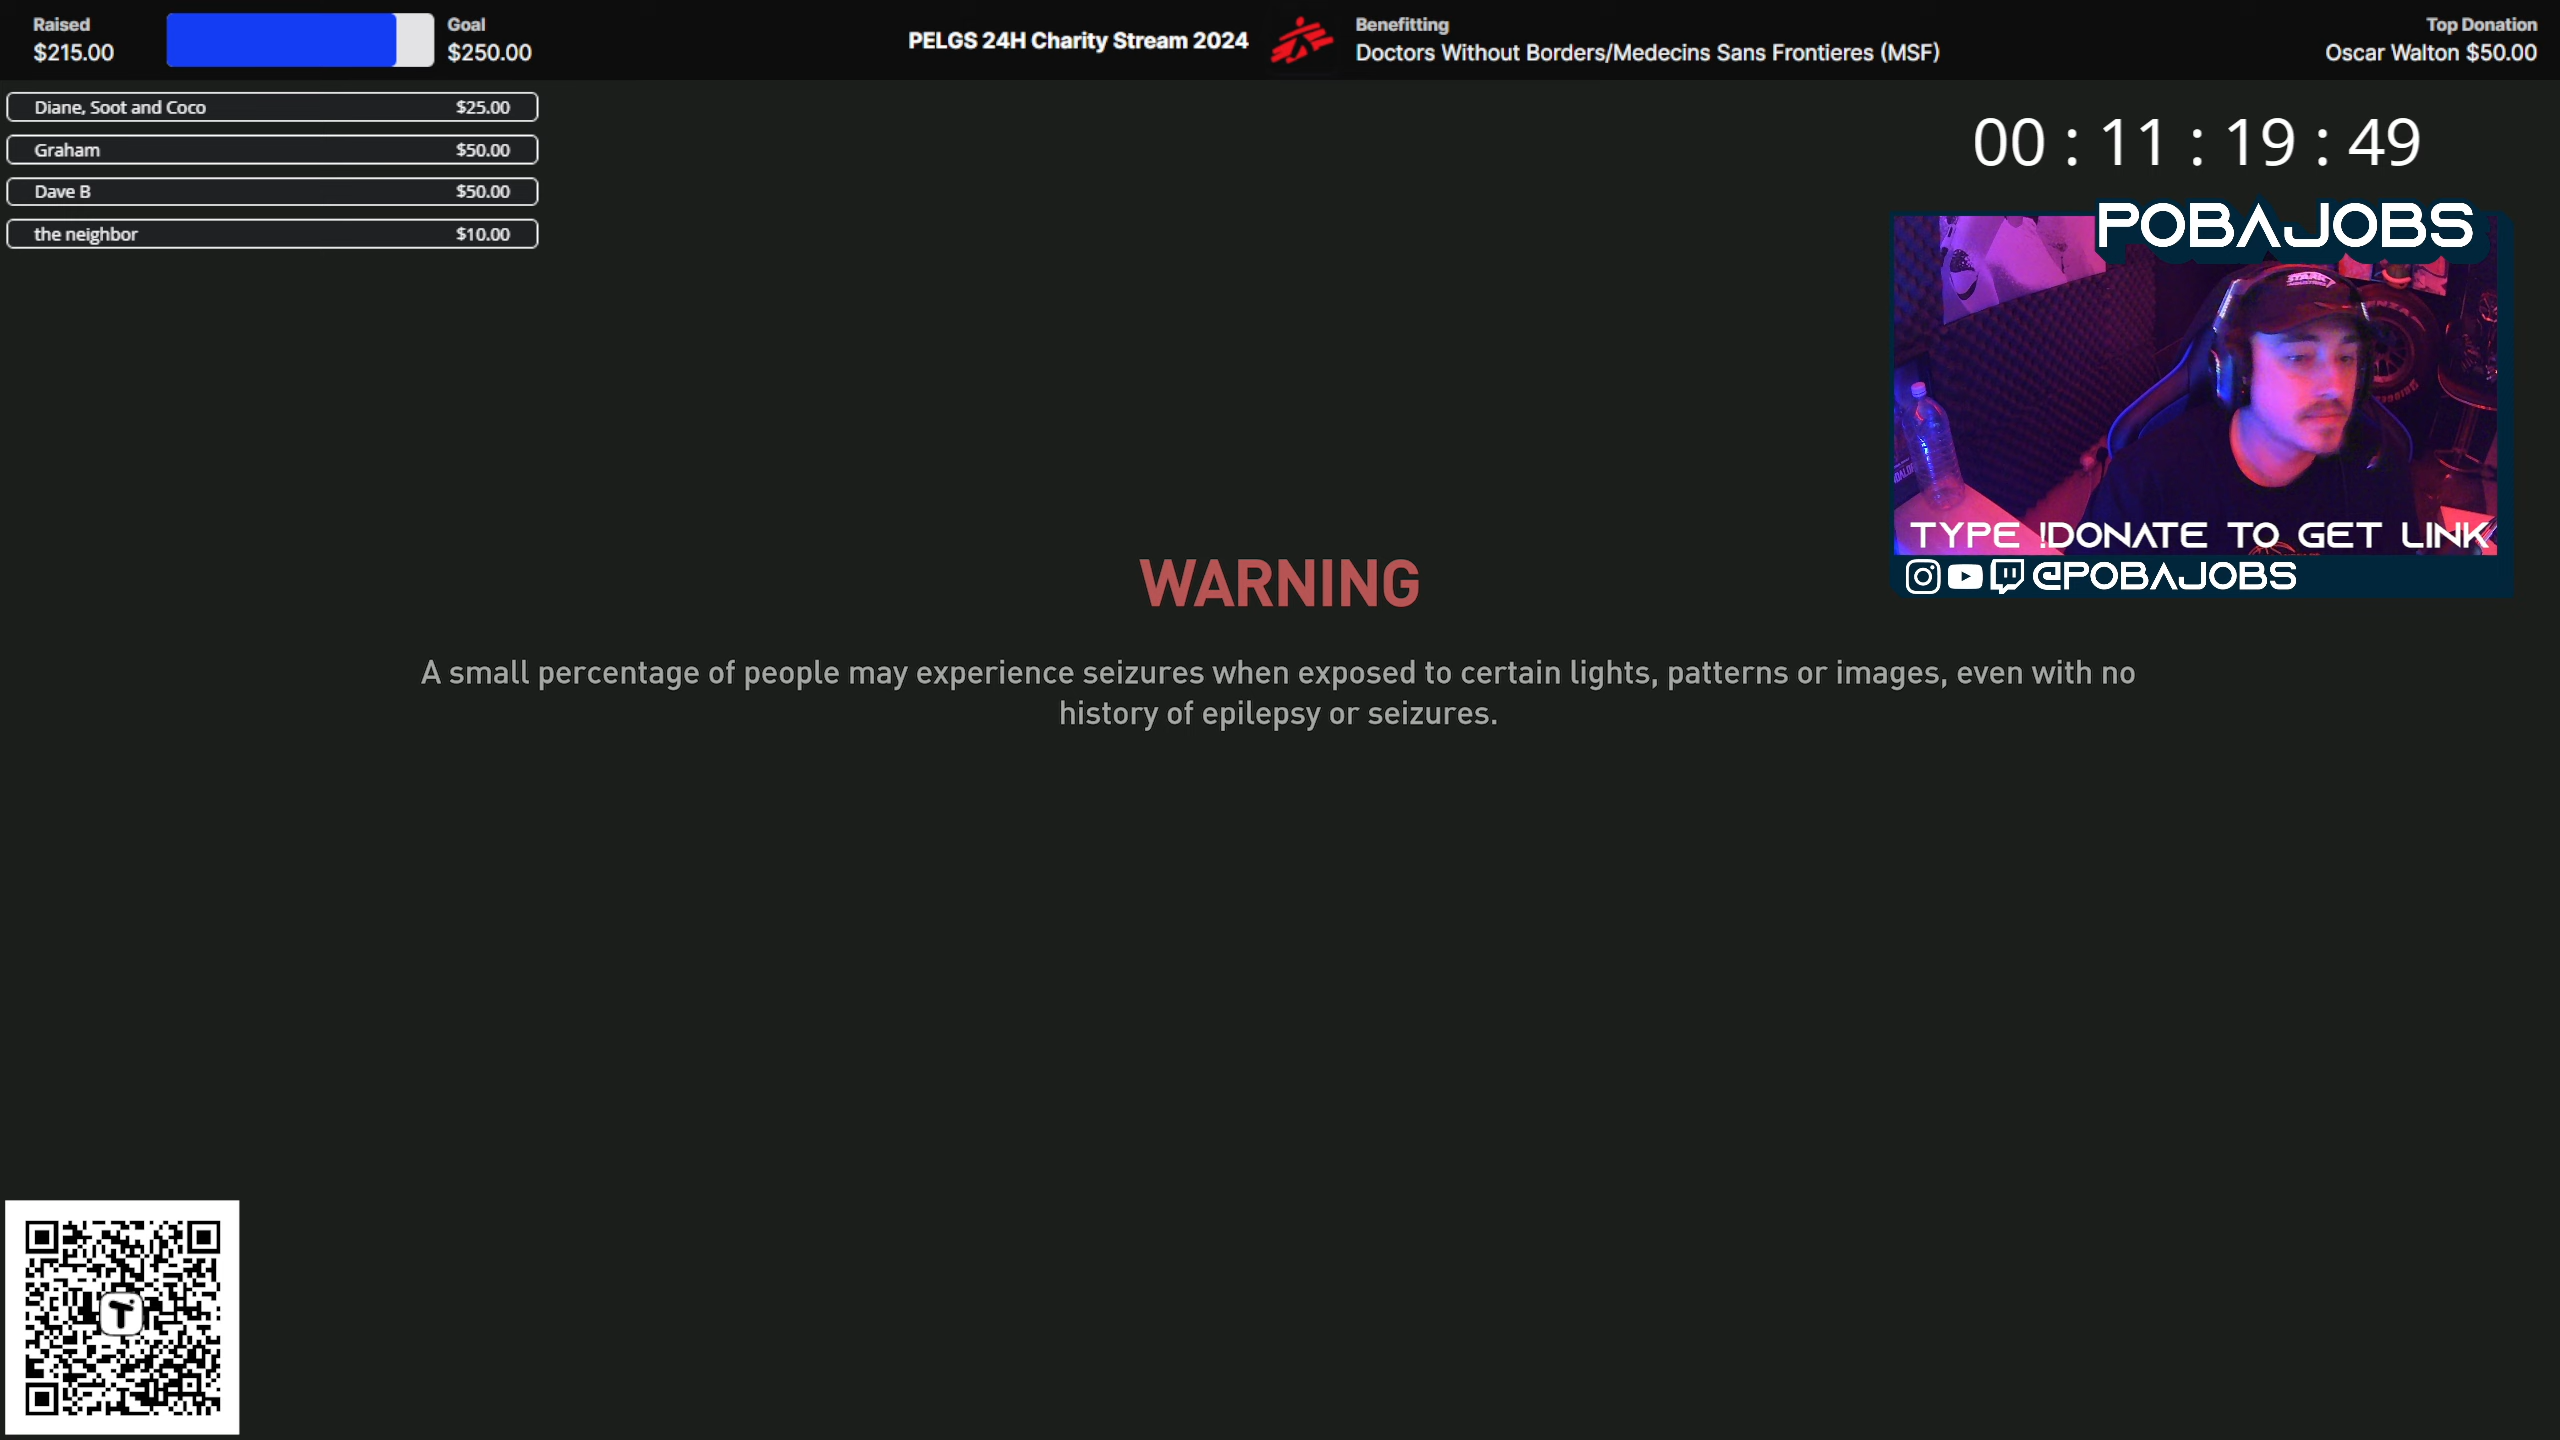 Raised
$215.00
Goal
$250.00
PELGS 24H Charity Stream 2024
Benefitting
Doctors Without Borders/Medecins Sans Frontieres (MSF)
Top Donation
Oscar Walton $50.00
Diane, Soot and Coco $25.00
Graham $50.00
Dave B $50.00
the neighbor $10.00
00 : 11 : 19 : 49
POBAJOBS
STARK
TYPE !DONATE TO GET LINK
@POBAJOBS
WARNING
A small percentage of people may experience seizures when exposed to certain lights, patterns or images, even with no
history of epilepsy or seizures.
T